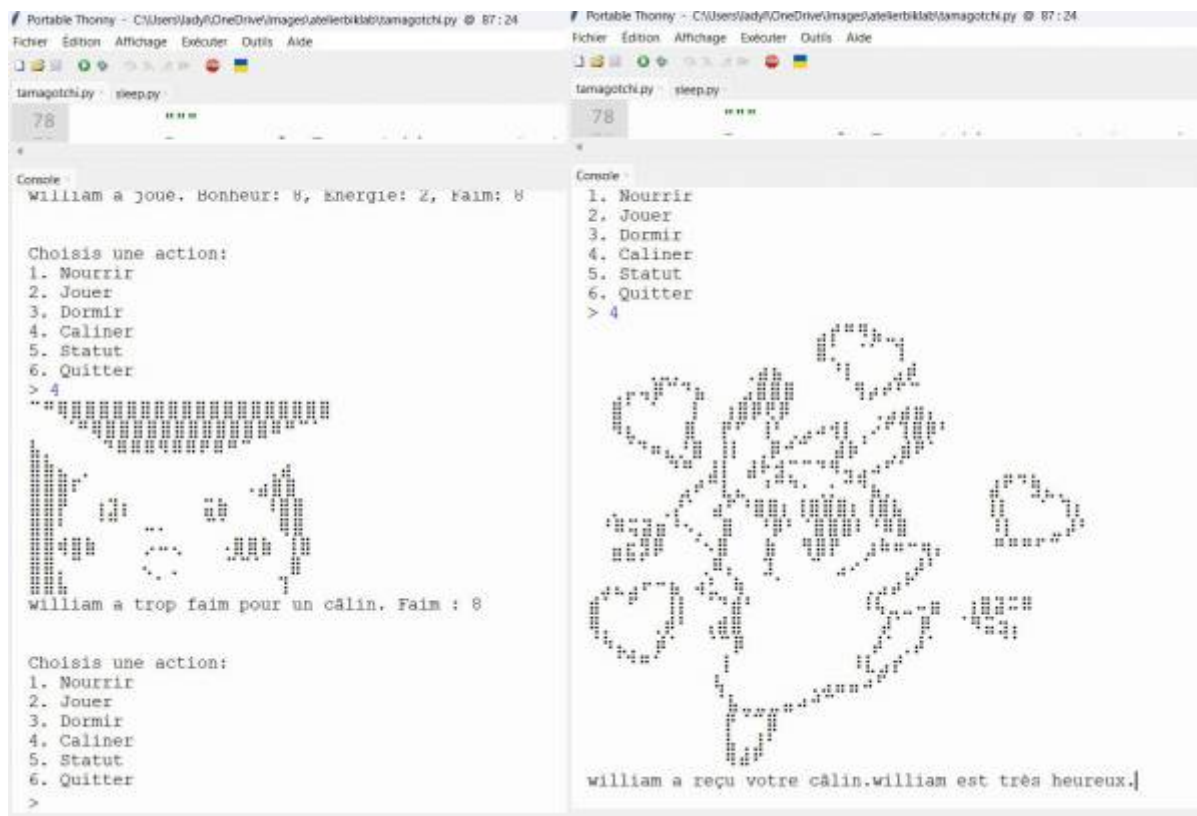 Portable Thonny - C:\Users\ladyl\OneDrive\Images\atelierbiklab\tamagotchi.py @ 87:24
Fichier Édition Affichage Exécuter Outils Aide
tamagotchi.py
sleep.py
78 """
Console
william a joué. Bonheur: 8, Énergie: 2, Faim: 8
Choisis une action:
1. Nourrir
2. Jouer
3. Dormir
4. Caliner
5. Statut
6. Quitter
> 4
william a trop faim pour un câlin. Faim : 8
Choisis une action:
1. Nourrir
2. Jouer
3. Dormir
4. Caliner
5. Statut
6. Quitter
>
Portable Thonny - C:\Users\ladyl\OneDrive\Images\atelierbiklab\tamagotchi.py @ 87:24
Fichier Édition Affichage Exécuter Outils Aide
tamagotchi.py
sleep.py
78 """
Console
1. Nourrir
2. Jouer
3. Dormir
4. Caliner
5. Statut
6. Quitter
> 4
william a reçu votre câlin.william est très heureux.